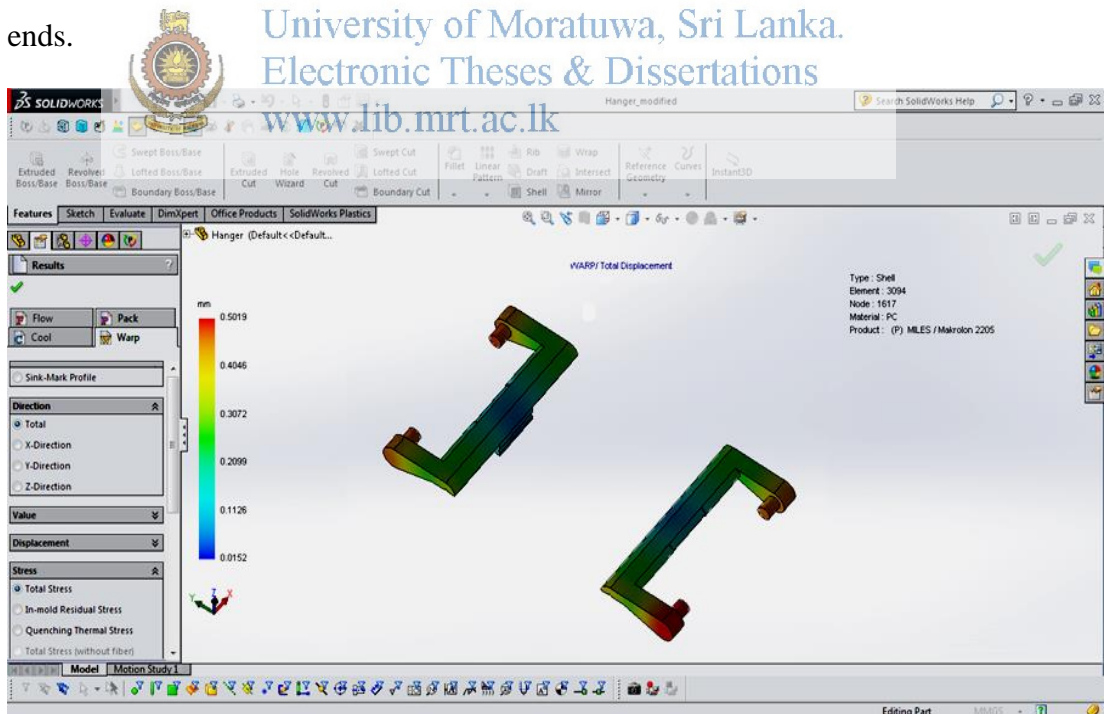 ends.
University of Moratuwa, Sri Lanka.
Electronic Theses & Dissertations
www.lib.mrt.ac.lk
SOLIDWORKS
Hanger_modified
Search SolidWorks Help
Extruded Boss/Base
Revolved Boss/Base
Swept Boss/Base
Lofted Boss/Base
Boundary Boss/Base
Extruded Cut
Hole Wizard
Revolved Cut
Swept Cut
Lofted Cut
Boundary Cut
Fillet
Linear Pattern
Rib
Draft
Shell
Wrap
Intersect
Mirror
Reference Geometry
Curves
Instant3D
Features Sketch Evaluate DimXpert Office Products SolidWorks Plastics
Hanger (Default<<Default...
Results ?
Flow Pack
Cool Warp
Sink-Mark Profile
Direction
Total
X-Direction
Y-Direction
Z-Direction
Value
Displacement
Stress
Total Stress
In-mold Residual Stress
Quenching Thermal Stress
Total Stress (without fiber)
mm
0.5019
0.4046
0.3072
0.2099
0.1126
0.0152
Y Z X
WARP/ Total Displacement
Type : Shell
Element : 3094
Node : 1617
Material : PC
Product : (P) MILES / Makrolon 2205
Model Motion Study 1
Editing Part MMGS